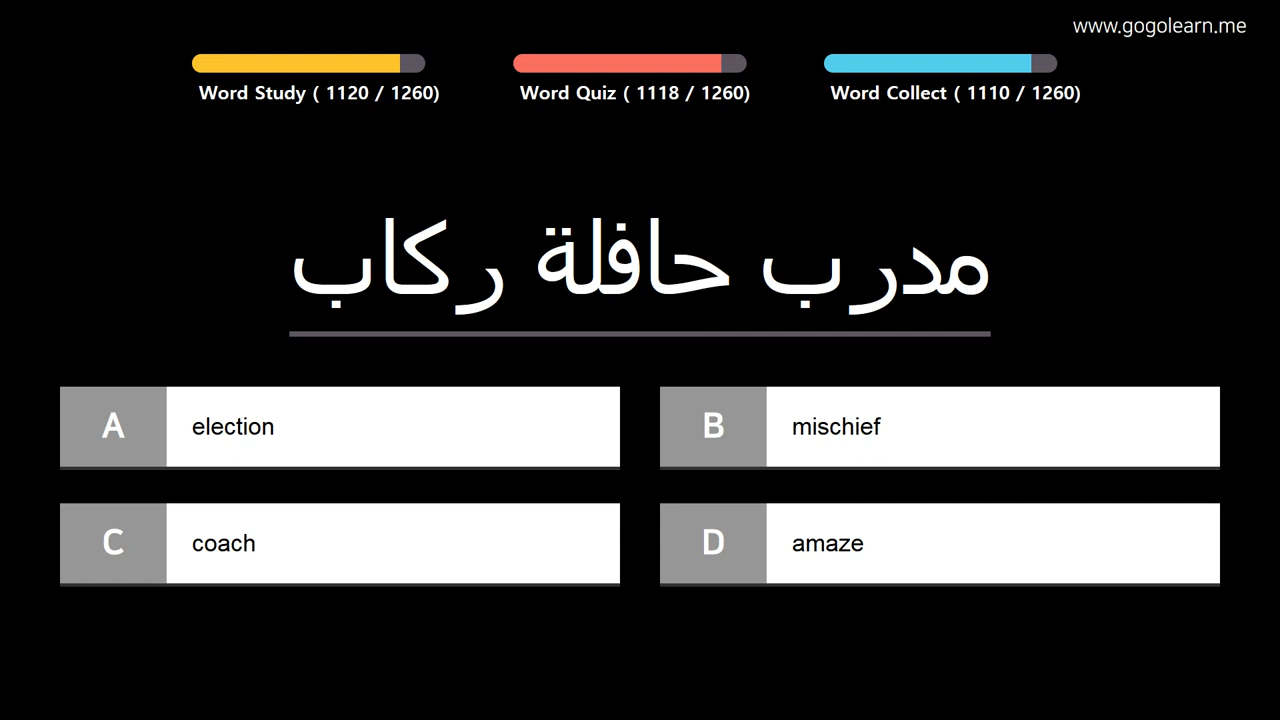 www.gogolearn.me
Word Study ( 1120 / 1260)
Word Quiz ( 1118 / 1260)
Word Collect ( 1110 / 1260)
مدرب حافلة ركاب
A election
B mischief
C coach
D amaze